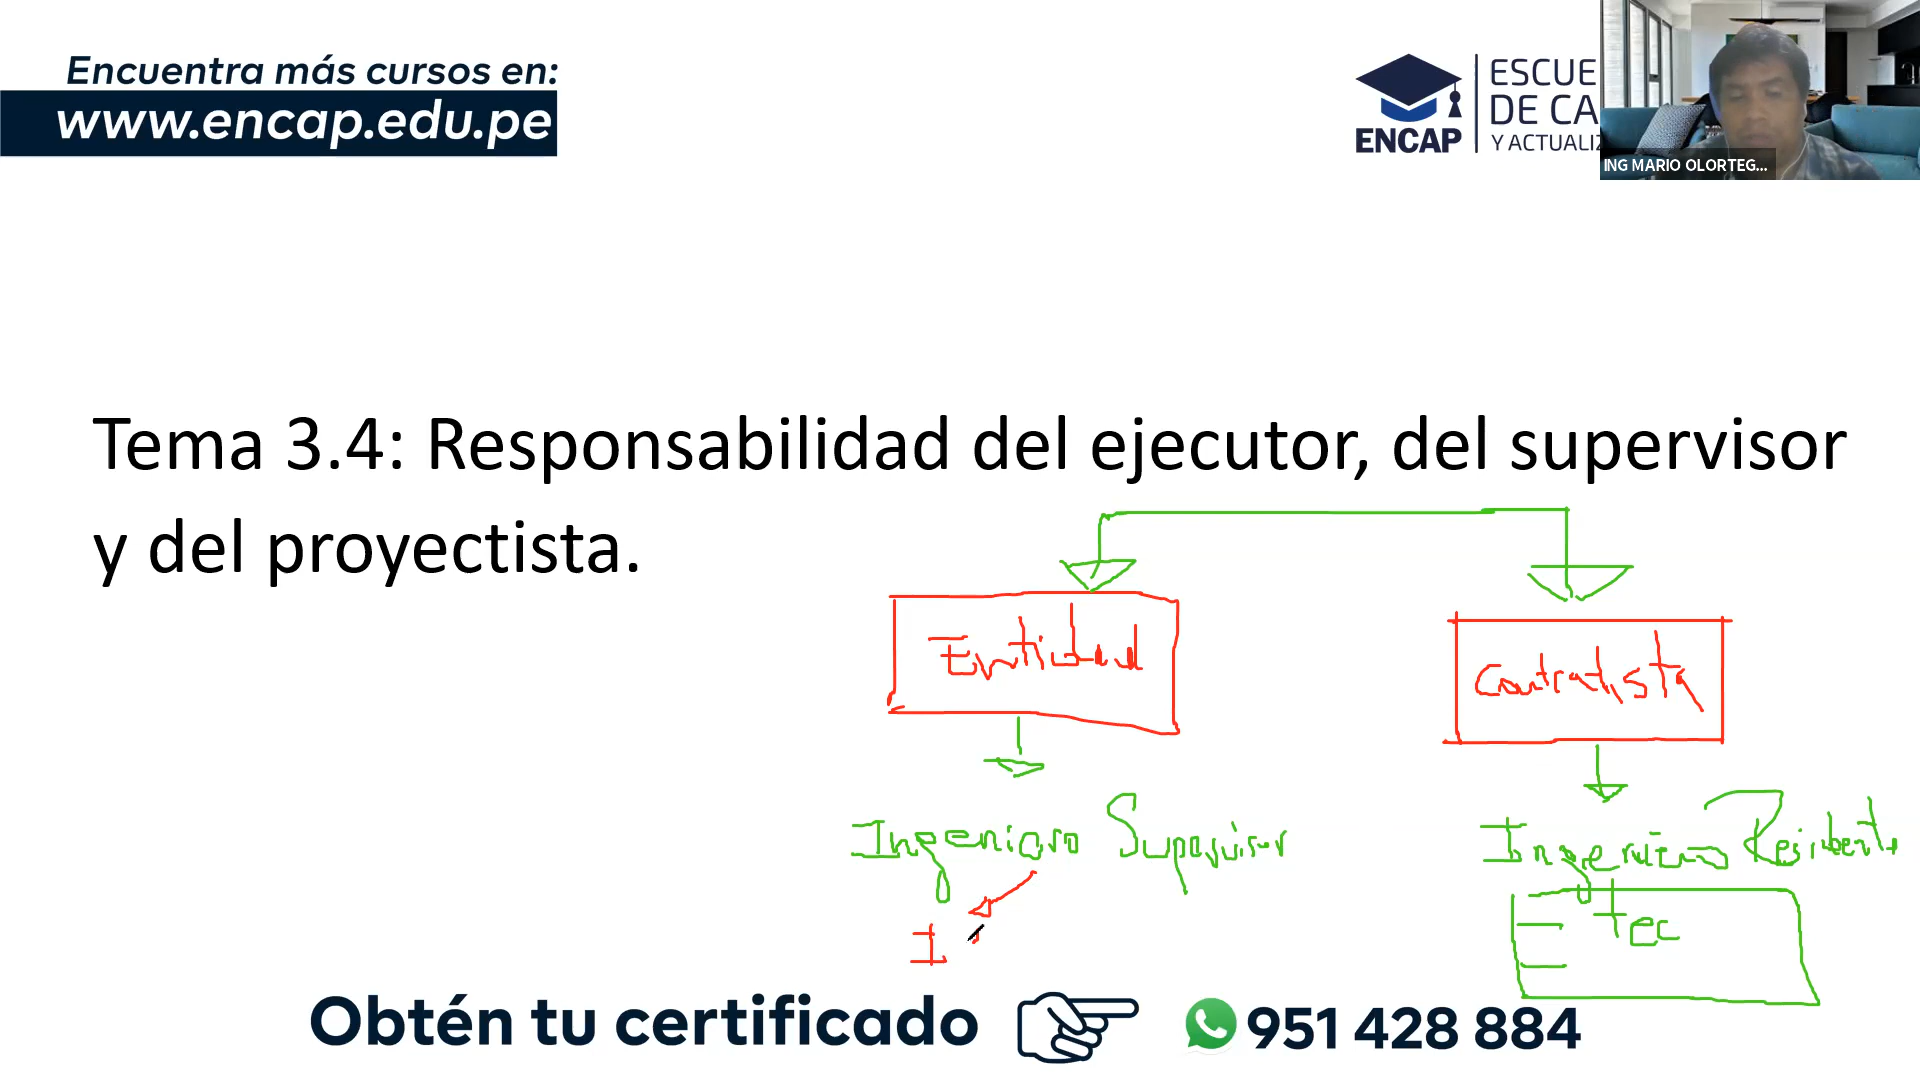 Encuentra más cursos en:
www.encap.edu.pe
ENCAP
ESCUE
DE CA
Y ACTUALIZ
ING MARIO OLORTEG...
Tema 3.4: Responsabilidad del ejecutor, del supervisor
y del proyectista.
Entidad
Contratista
Ingeniero Supervisor
Ingeniero Residente
I
E tec
Obtén tu certificado
951 428 884